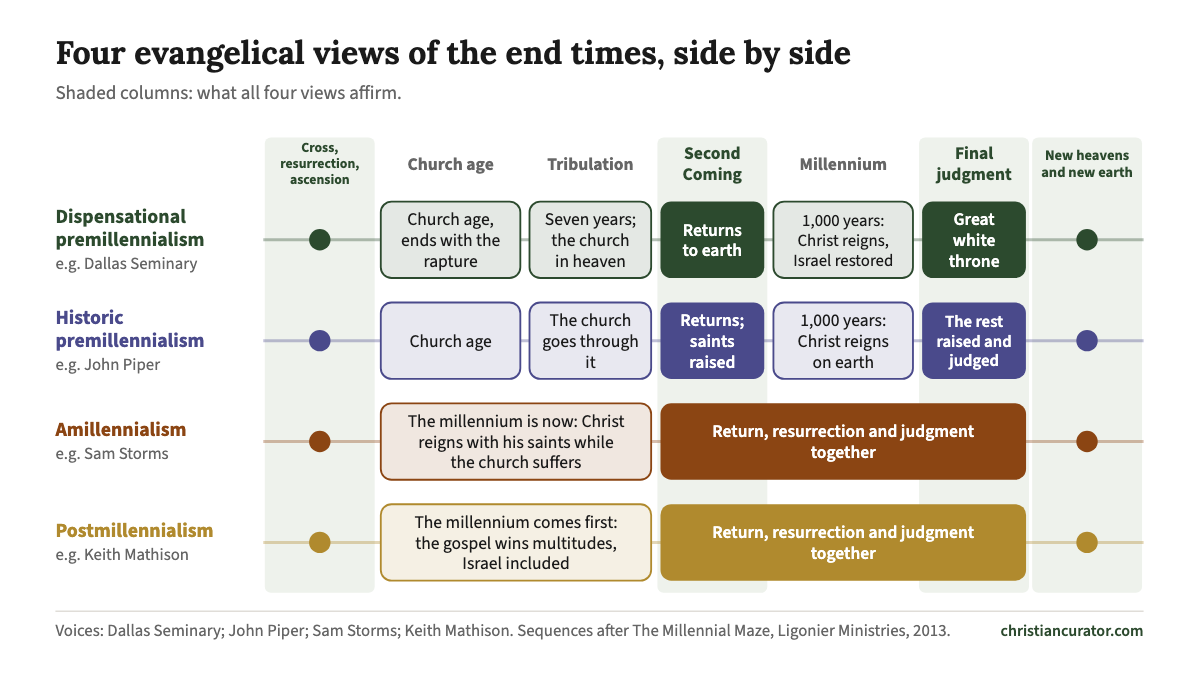 Four evangelical views of the end times, side by side
Shaded columns: what all four views affirm.
Cross,
resurrection,
ascension
Church age
Tribulation
Second
Coming
Millennium
Final
judgment
New heavens
and new earth
Dispensational
premillennialism
e.g. Dallas Seminary
Church age,
ends with the
rapture
Seven years;
the church
in heaven
Returns
to earth
1,000 years:
Christ reigns,
Israel restored
Great
white
throne
Historic
premillennialism
e.g. John Piper
Church age
The church
goes through
it
Returns;
saints
raised
1,000 years:
Christ reigns
on earth
The rest
raised and
judged
Amillennialism
e.g. Sam Storms
The millennium is now: Christ
reigns with his saints while
the church suffers
Return, resurrection and judgment
together
Postmillennialism
e.g. Keith Mathison
The millennium comes first:
the gospel wins multitudes,
Israel included
Return, resurrection and judgment
together
Voices: Dallas Seminary; John Piper; Sam Storms; Keith Mathison. Sequences after The Millennial Maze, Ligonier Ministries, 2013.
christiancurator.com